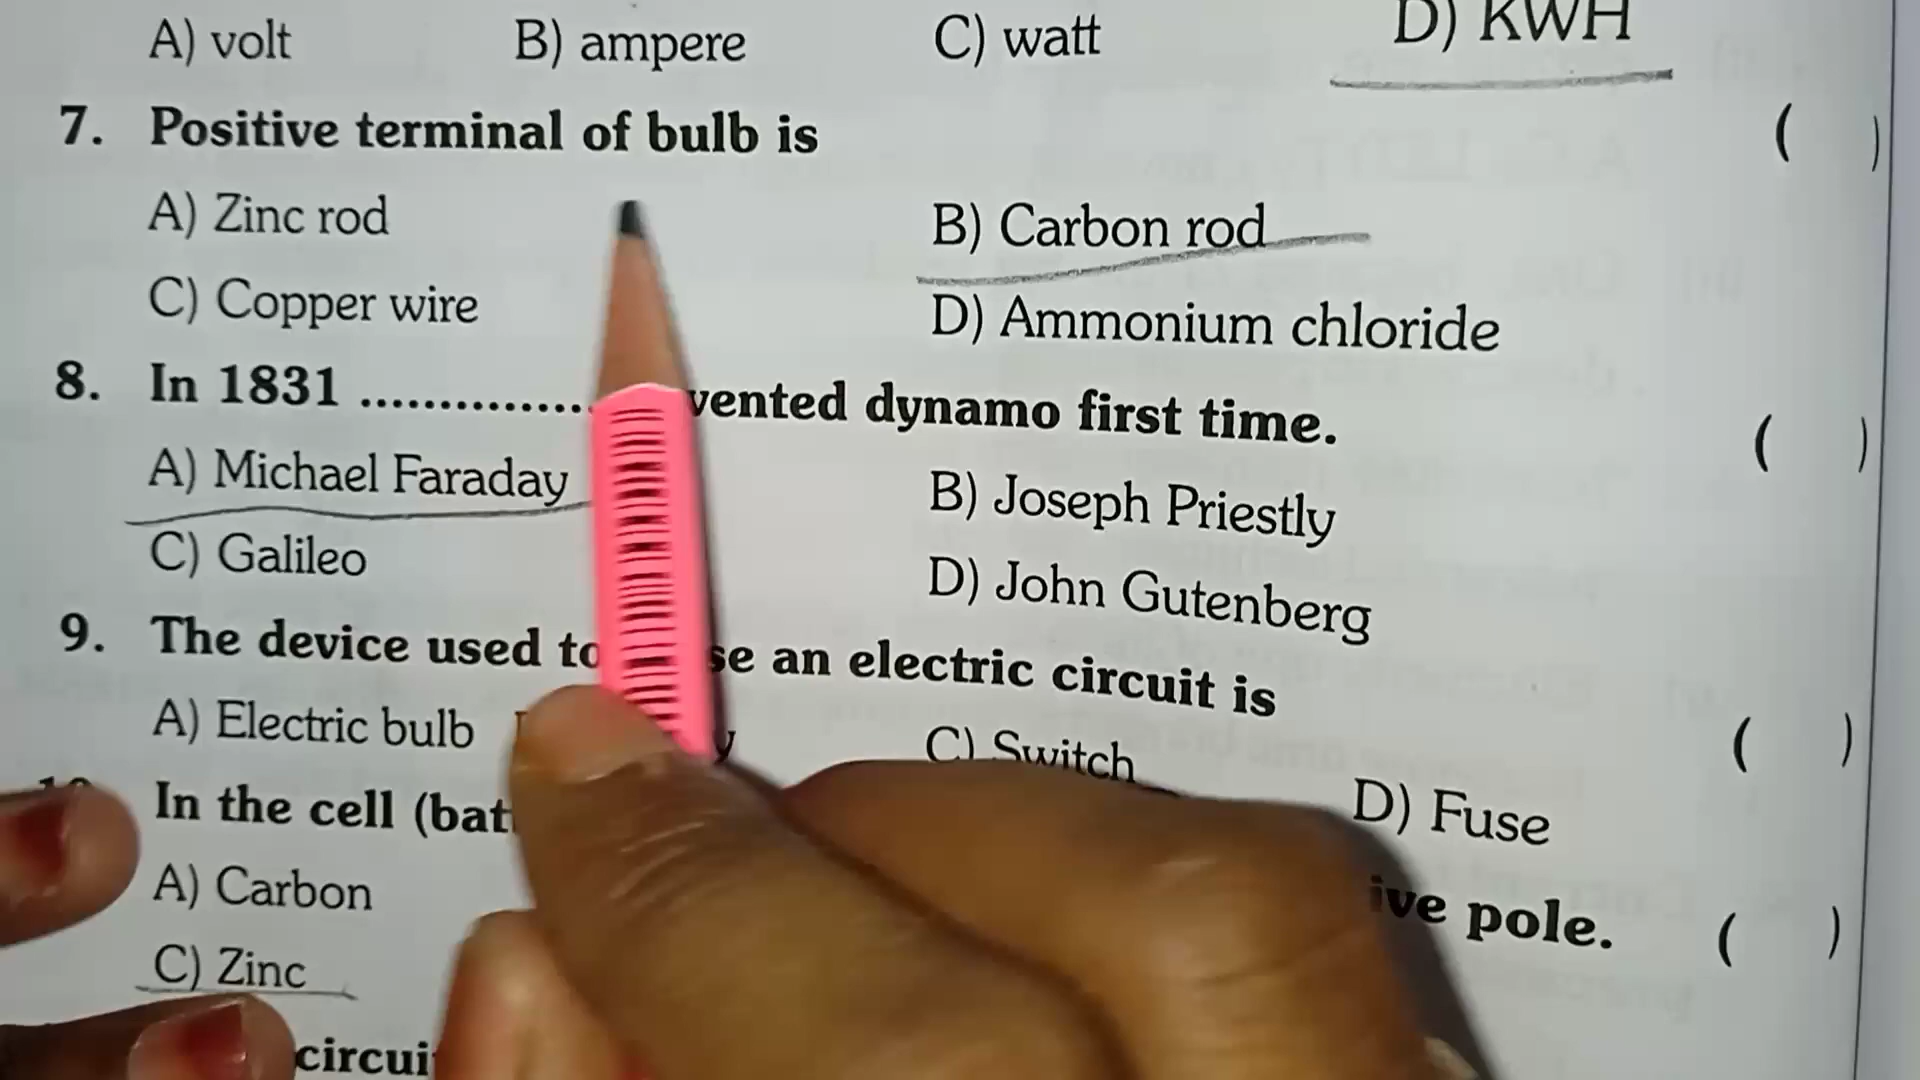 A) volt B) ampere C) watt D) KWH
7. Positive terminal of bulb is ( )
A) Zinc rod B) Carbon rod
C) Copper wire D) Ammonium chloride
8. In 1831 ............... vented dynamo first time. ( )
A) Michael Faraday B) Joseph Priestly
C) Galileo D) John Gutenberg
9. The device used to se an electric circuit is ( )
A) Electric bulb C) Switch D) Fuse
In the cell (bat ive pole. ( )
A) Carbon
C) Zinc
circui